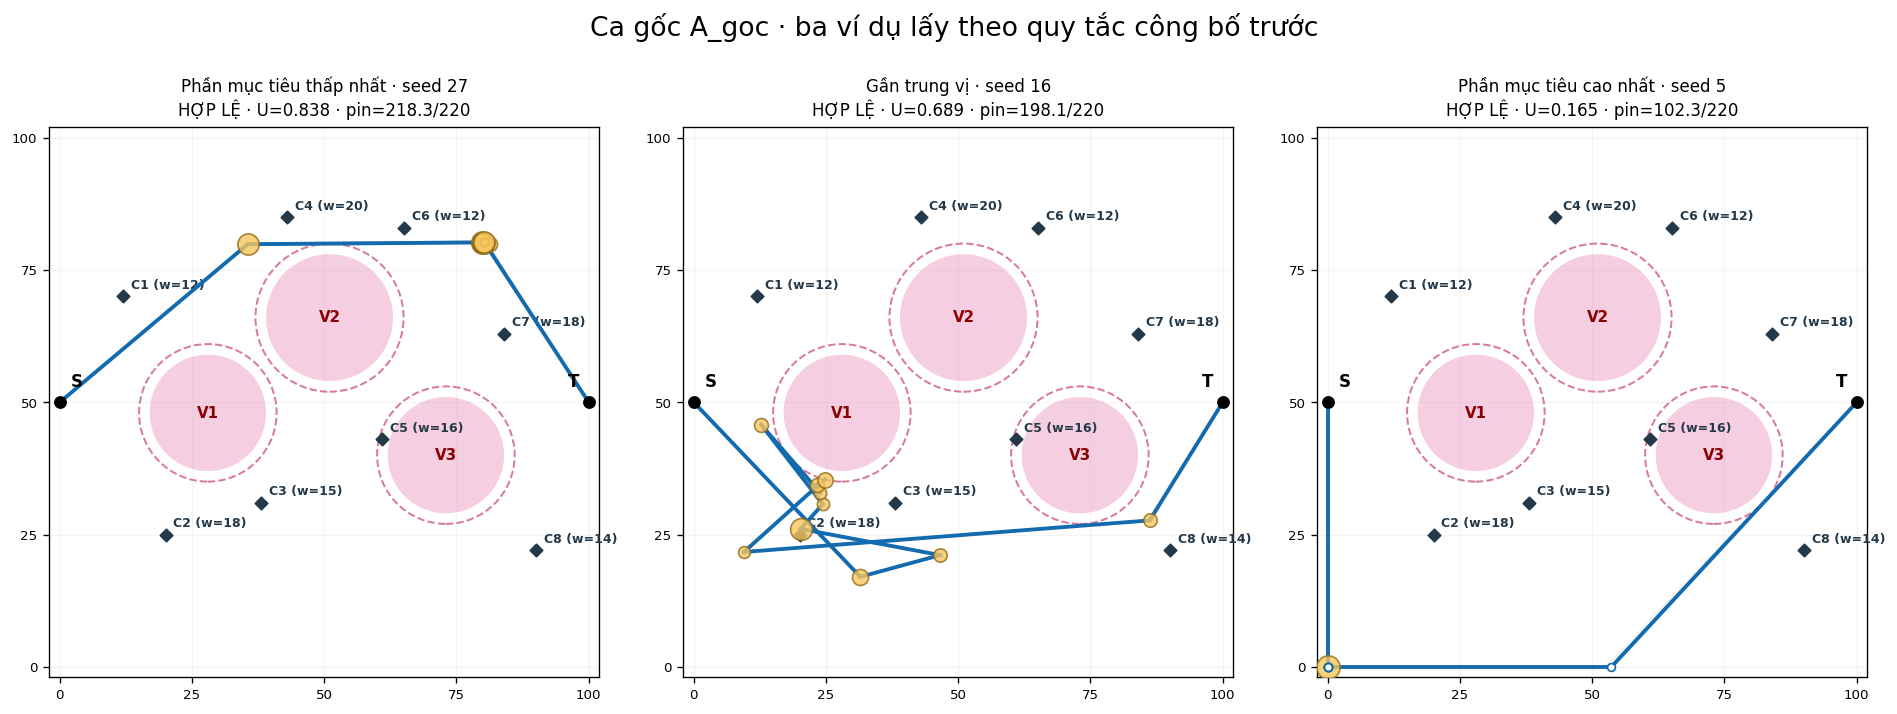 Ca gốc A_goc · ba ví dụ lấy theo quy tắc công bố trước
Phần mục tiêu thấp nhất · seed 27
HỢP LỆ · U=0.838 · pin=218.3/220
100
75
50
25
0
0
25
50
75
100
C4 (w=20)
C6 (w=12)
C1 (w=12)
V2
C7 (w=18)
S
T
V1
C5 (w=16)
V3
C3 (w=15)
C2 (w=18)
C8 (w=14)
Gần trung vị · seed 16
HỢP LỆ · U=0.689 · pin=198.1/220
100
75
50
25
0
0
25
50
75
100
C4 (w=20)
C6 (w=12)
C1 (w=12)
V2
C7 (w=18)
S
T
V1
C5 (w=16)
V3
C3 (w=15)
C2 (w=18)
C8 (w=14)
Phần mục tiêu cao nhất · seed 5
HỢP LỆ · U=0.165 · pin=102.3/220
100
75
50
25
0
0
25
50
75
100
C4 (w=20)
C6 (w=12)
C1 (w=12)
V2
C7 (w=18)
S
T
V1
C5 (w=16)
V3
C3 (w=15)
C2 (w=18)
C8 (w=14)